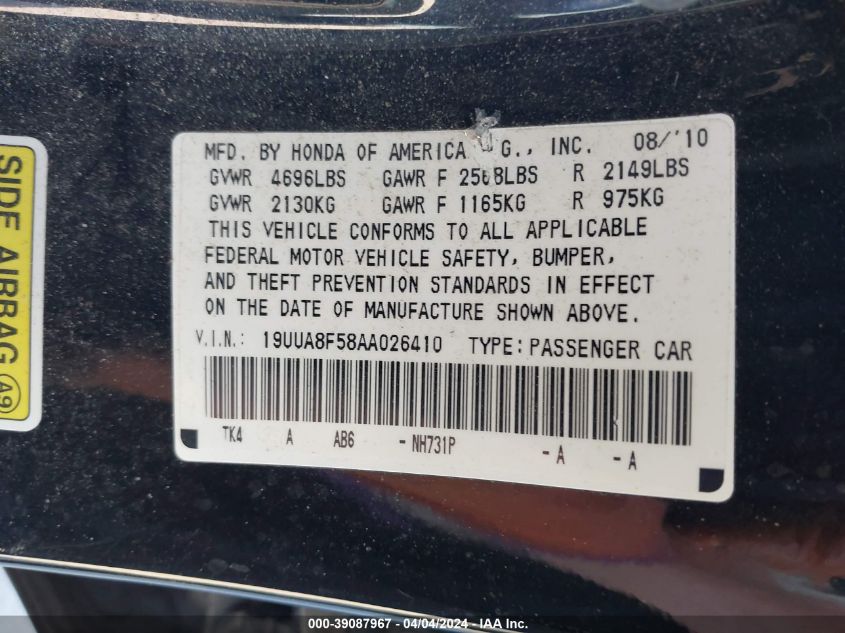 MFD. BY HONDA OF AMERICA G., INC. 08/'10
GVWR 4696LBS GAWR F 2568LBS R 2149LBS
GVWR 2130KG GAWR F 1165KG R 975KG
THIS VEHICLE CONFORMS TO ALL APPLICABLE
FEDERAL MOTOR VEHICLE SAFETY, BUMPER,
AND THEFT PREVENTION STANDARDS IN EFFECT
ON THE DATE OF MANUFACTURE SHOWN ABOVE.
V.I.N.: 19UUA8F58AA026410 TYPE: PASSENGER CAR
TK4 A AB6 - NH731P - A - A
SIDE AIRBAG A9
000-39087967 - 04/04/2024 - IAA Inc.